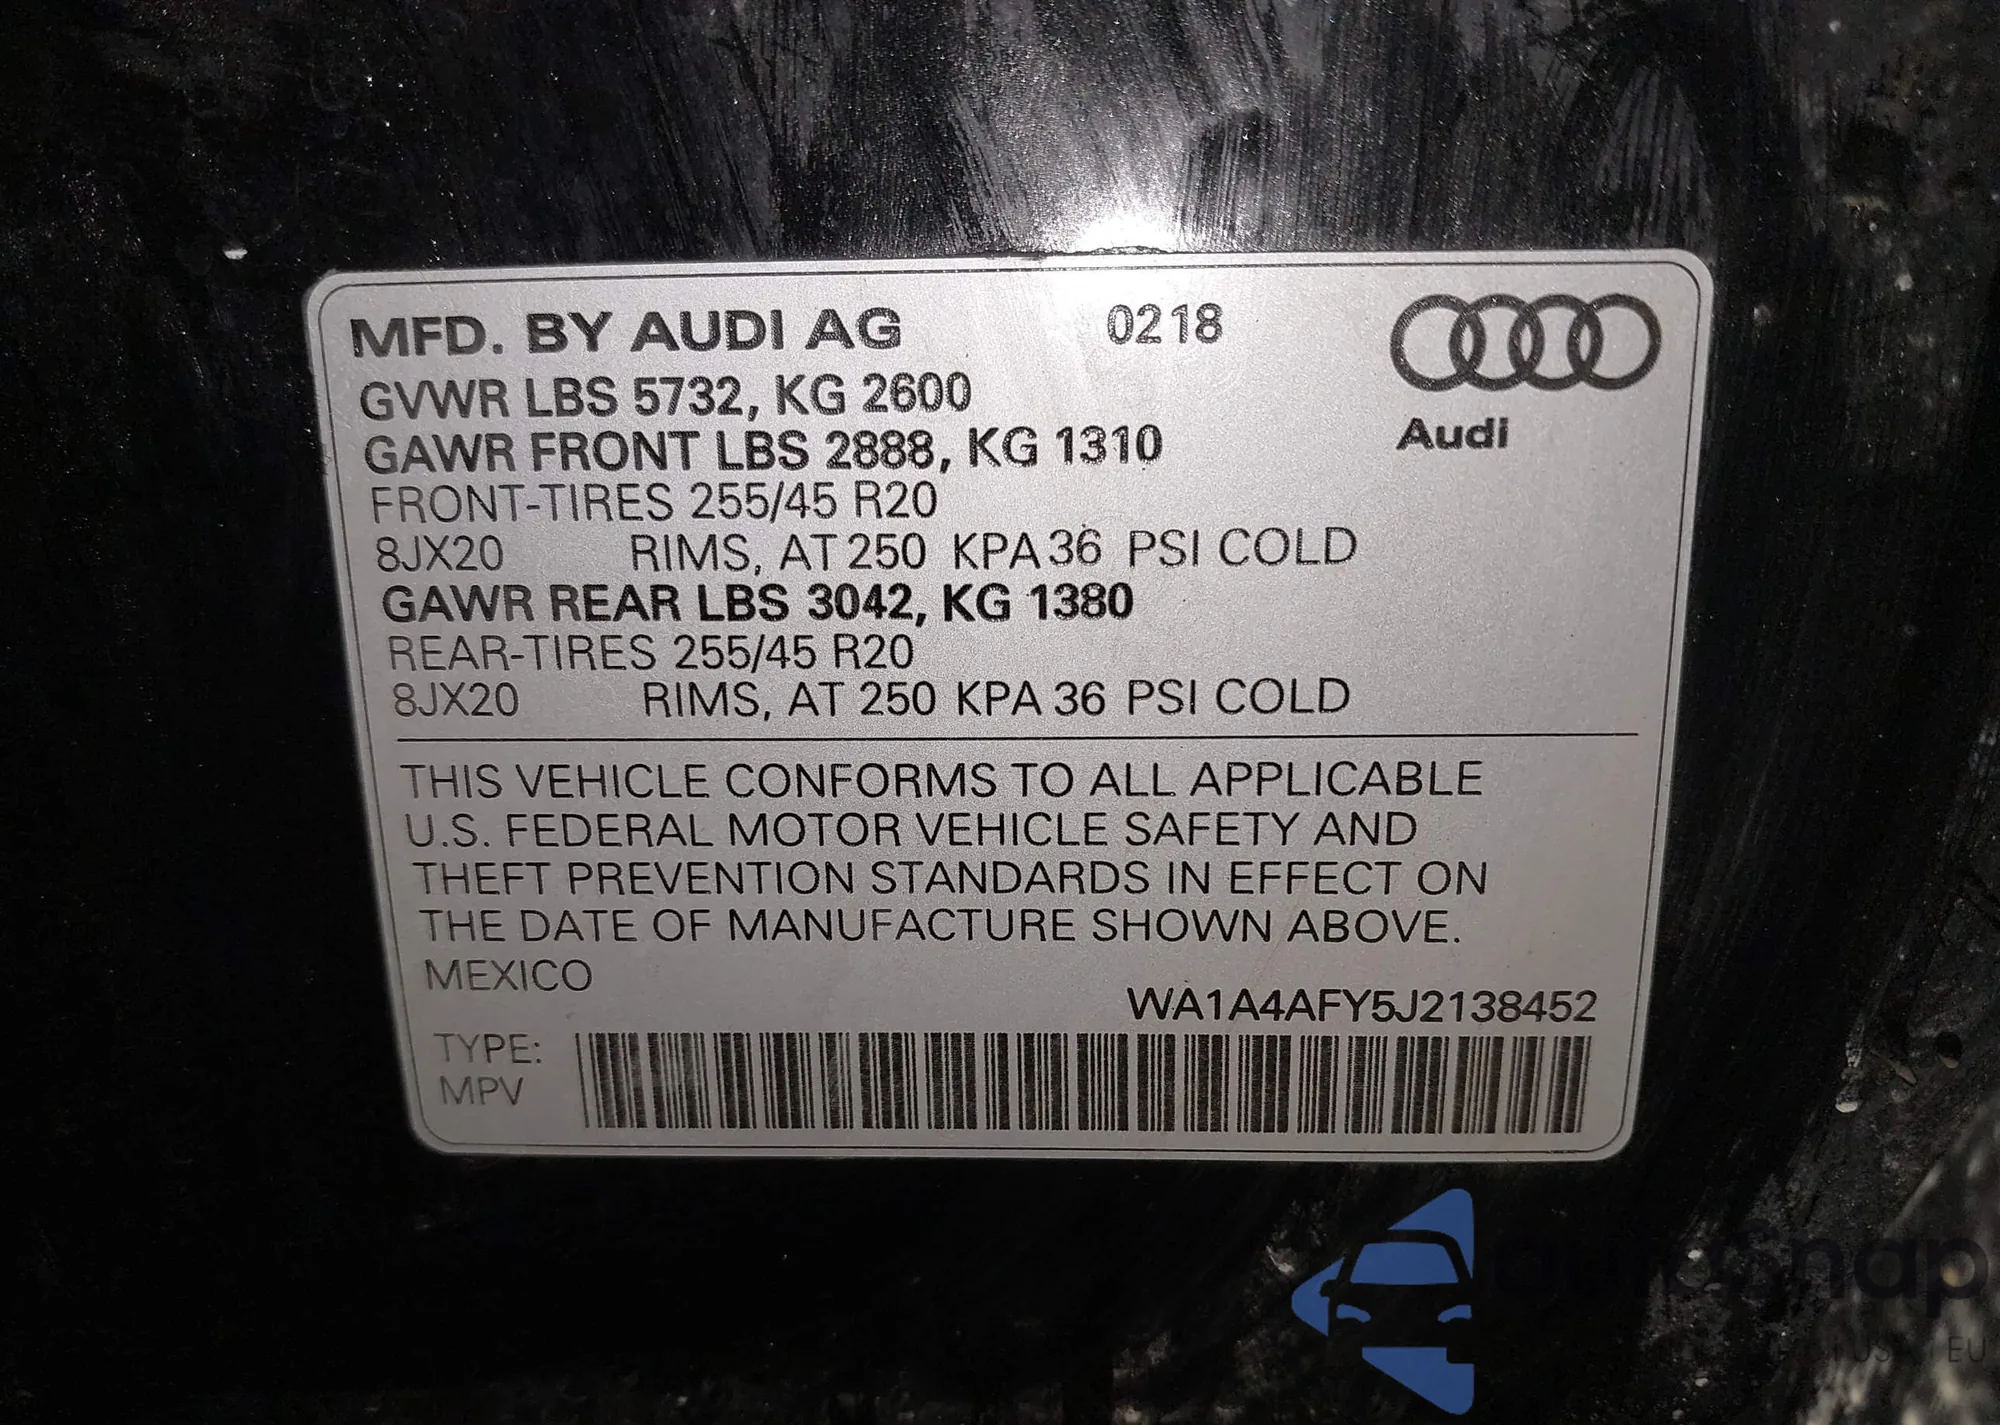 MFD. BY AUDI AG 0218
Audi
GVWR LBS 5732, KG 2600
GAWR FRONT LBS 2888, KG 1310
FRONT-TIRES 255/45 R20
8JX20 RIMS, AT 250 KPA 36 PSI COLD
GAWR REAR LBS 3042, KG 1380
REAR-TIRES 255/45 R20
8JX20 RIMS, AT 250 KPA 36 PSI COLD
THIS VEHICLE CONFORMS TO ALL APPLICABLE
U.S. FEDERAL MOTOR VEHICLE SAFETY AND
THEFT PREVENTION STANDARDS IN EFFECT ON
THE DATE OF MANUFACTURE SHOWN ABOVE.
MEXICO
WA1A4AFY5J2138452
TYPE:
MPV
autosnap
EU